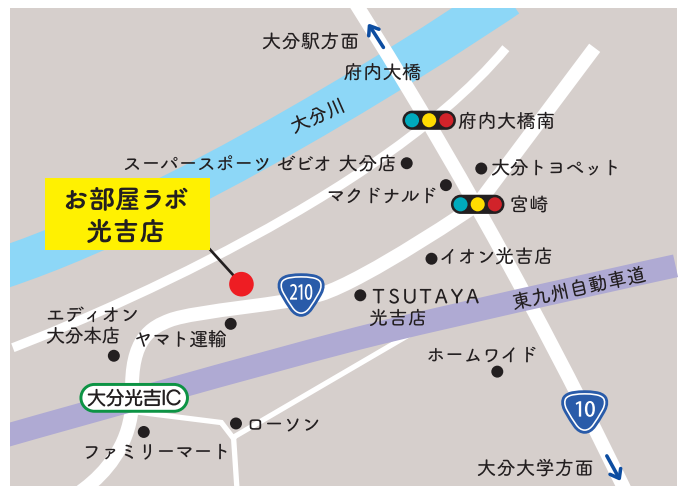 大分駅方面
府内大橋
大分川
府内大橋南
スーパースポーツ ゼビオ 大分店
大分トヨペット
マクドナルド
宮崎
お部屋ラボ
光吉店
イオン光吉店
210
TSUTAYA
光吉店
東九州自動車道
エディオン
大分本店
ヤマト運輸
ホームワイド
大分光吉IC
10
ローソン
ファミリーマート
大分大学方面